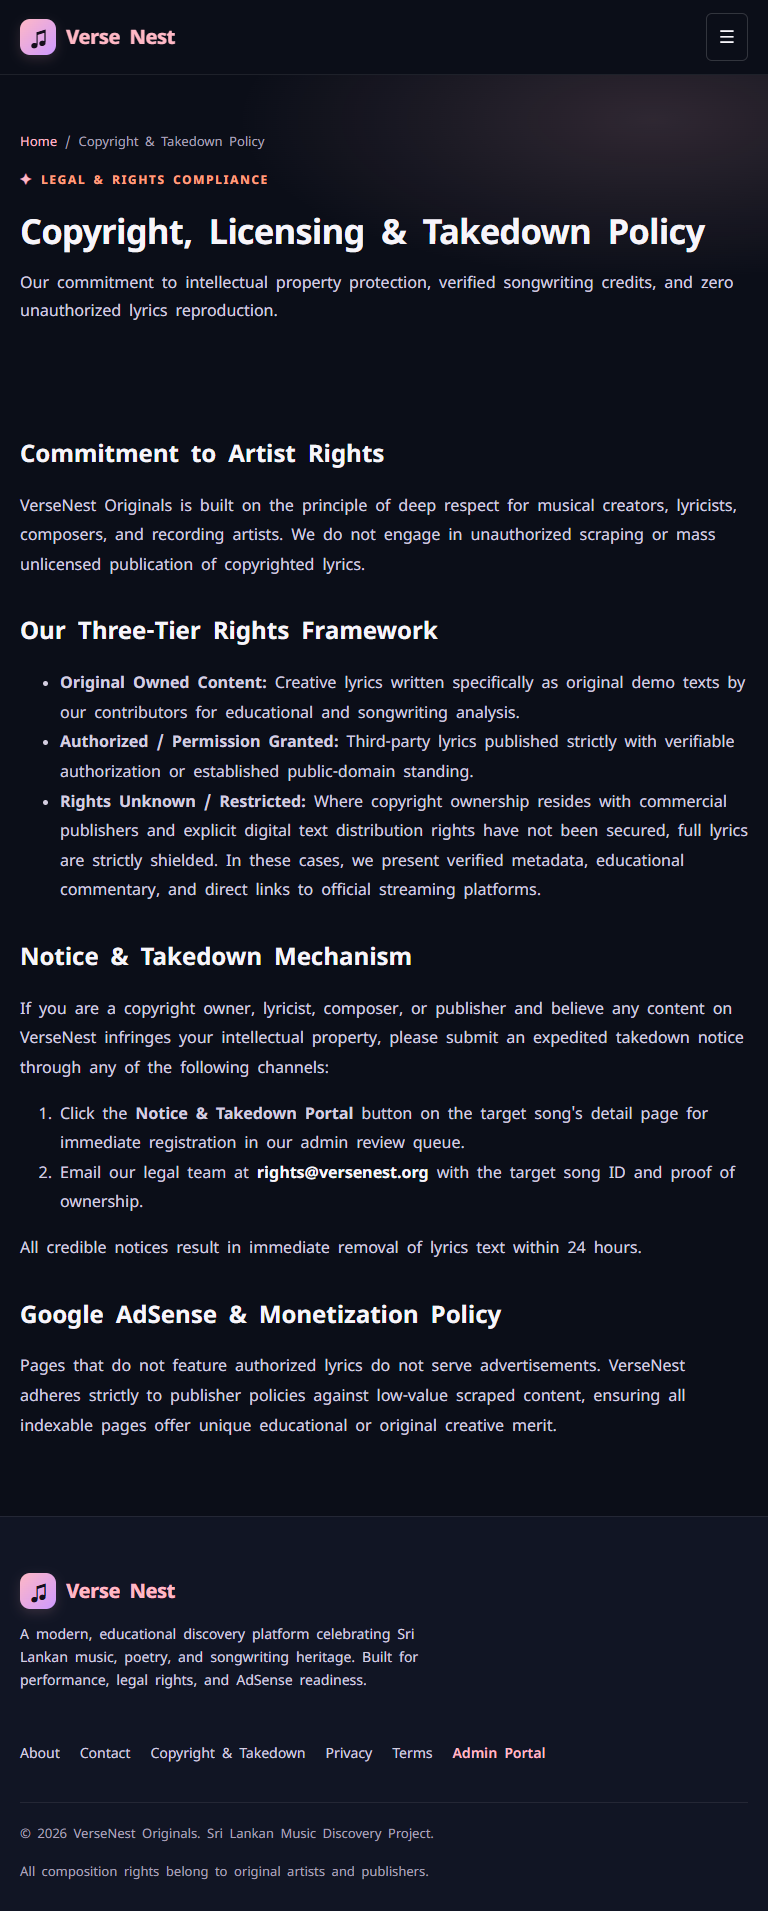 Verse Nest
☰
Home / Copyright & Takedown Policy
✦ LEGAL & RIGHTS COMPLIANCE
Copyright, Licensing & Takedown Policy
Our commitment to intellectual property protection, verified songwriting credits, and zero
unauthorized lyrics reproduction.
Commitment to Artist Rights
VerseNest Originals is built on the principle of deep respect for musical creators, lyricists,
composers, and recording artists. We do not engage in unauthorized scraping or mass
unlicensed publication of copyrighted lyrics.
Our Three-Tier Rights Framework
• Original Owned Content: Creative lyrics written specifically as original demo texts by
our contributors for educational and songwriting analysis.
• Authorized / Permission Granted: Third-party lyrics published strictly with verifiable
authorization or established public-domain standing.
• Rights Unknown / Restricted: Where copyright ownership resides with commercial
publishers and explicit digital text distribution rights have not been secured, full lyrics
are strictly shielded. In these cases, we present verified metadata, educational
commentary, and direct links to official streaming platforms.
Notice & Takedown Mechanism
If you are a copyright owner, lyricist, composer, or publisher and believe any content on
VerseNest infringes your intellectual property, please submit an expedited takedown notice
through any of the following channels:
1. Click the Notice & Takedown Portal button on the target song's detail page for
immediate registration in our admin review queue.
2. Email our legal team at rights@versenest.org with the target song ID and proof of
ownership.
All credible notices result in immediate removal of lyrics text within 24 hours.
Google AdSense & Monetization Policy
Pages that do not feature authorized lyrics do not serve advertisements. VerseNest
adheres strictly to publisher policies against low-value scraped content, ensuring all
indexable pages offer unique educational or original creative merit.
Verse Nest
A modern, educational discovery platform celebrating Sri
Lankan music, poetry, and songwriting heritage. Built for
performance, legal rights, and AdSense readiness.
About Contact Copyright & Takedown Privacy Terms Admin Portal
© 2026 VerseNest Originals. Sri Lankan Music Discovery Project.
All composition rights belong to original artists and publishers.